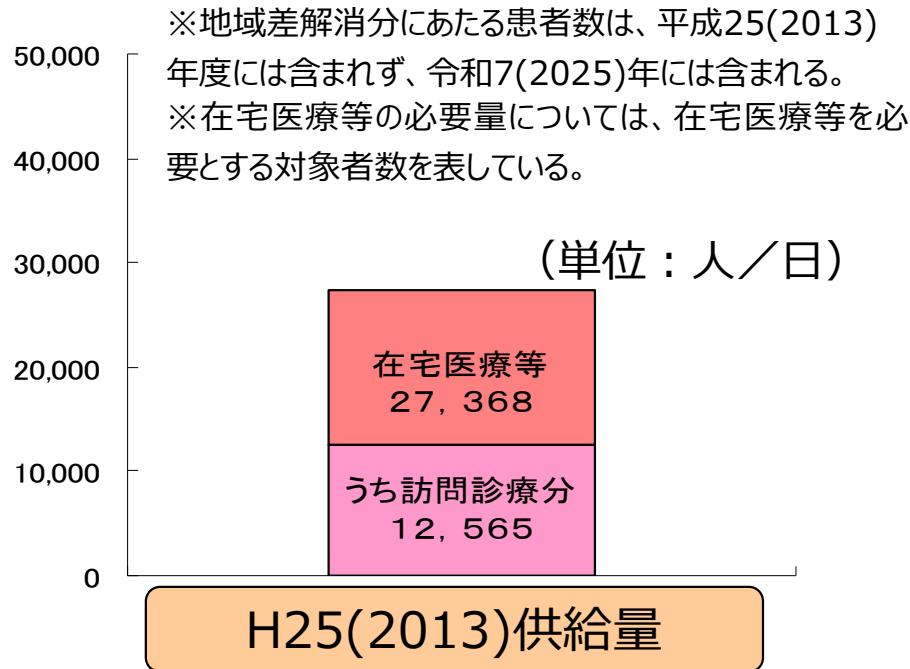 ※地域差解消分にあたる患者数は、平成25(2013)
年度には含まれず、令和7(2025)年には含まれる。
※在宅医療等の必要量については、在宅医療等を必
要とする対象者数を表している。
（単位：人／日）
50,000
40,000
30,000
20,000
10,000
0
在宅医療等
27,368
うち訪問診療分
12,565
H25(2013)供給量